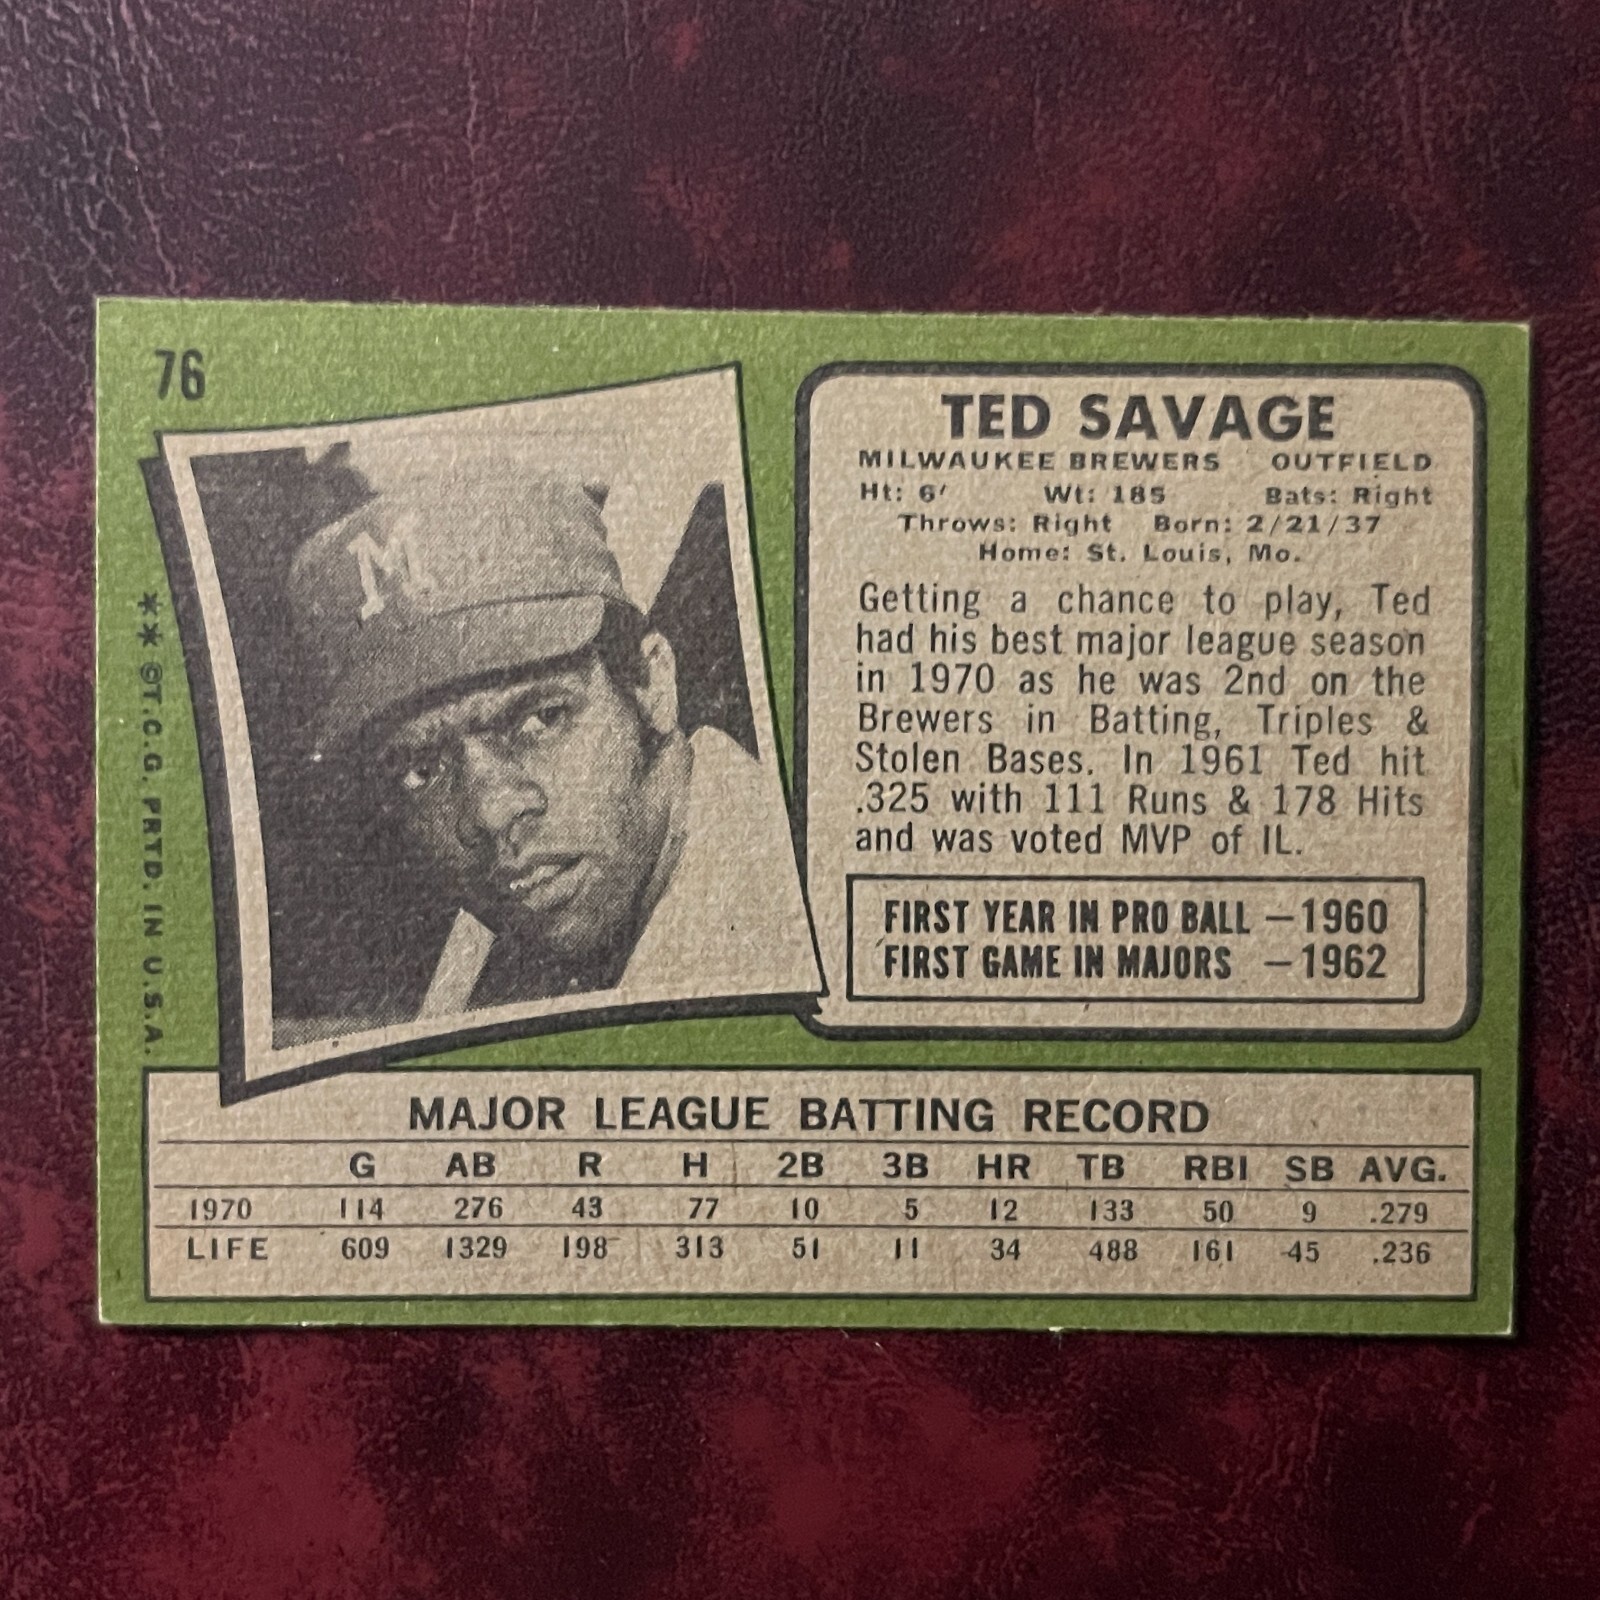 76
M
** ©T.C.G. PRTD. IN U.S.A.
TED SAVAGE
MILWAUKEE BREWERS OUTFIELD
Ht: 6' Wt: 185 Bats: Right
Throws: Right Born: 2/21/37
Home: St. Louis, Mo.
Getting a chance to play, Ted
had his best major league season
in 1970 as he was 2nd on the
Brewers in Batting, Triples &
Stolen Bases. In 1961 Ted hit
.325 with 111 Runs & 178 Hits
and was voted MVP of IL.
FIRST YEAR IN PRO BALL — 1960
FIRST GAME IN MAJORS — 1962
MAJOR LEAGUE BATTING RECORD
G AB R H 2B 3B HR TB RBI SB AVG.
1970 114 276 43 77 10 5 12 133 50 9 .279
LIFE 609 1329 198 313 51 11 34 488 161 45 .236